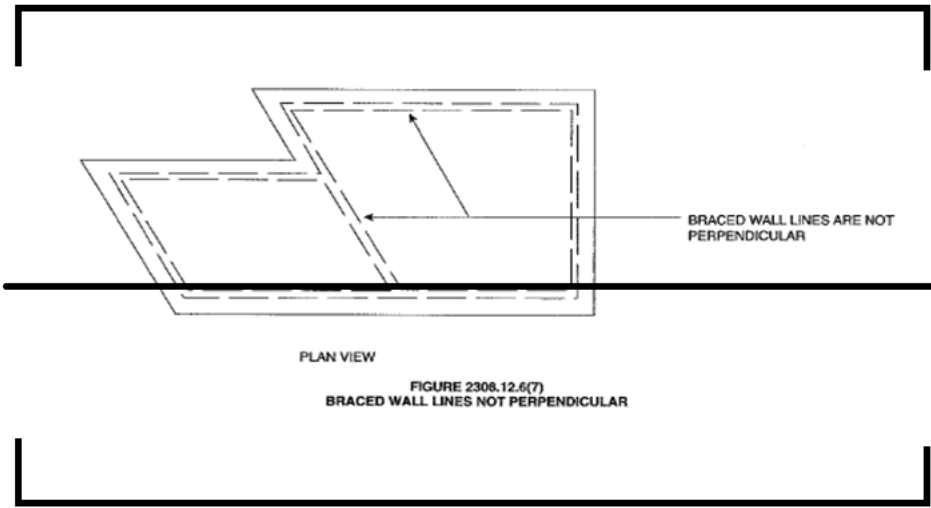 BRACED WALL LINES ARE NOT
PERPENDICULAR
PLAN VIEW
FIGURE 2308.12.6(7)
BRACED WALL LINES NOT PERPENDICULAR